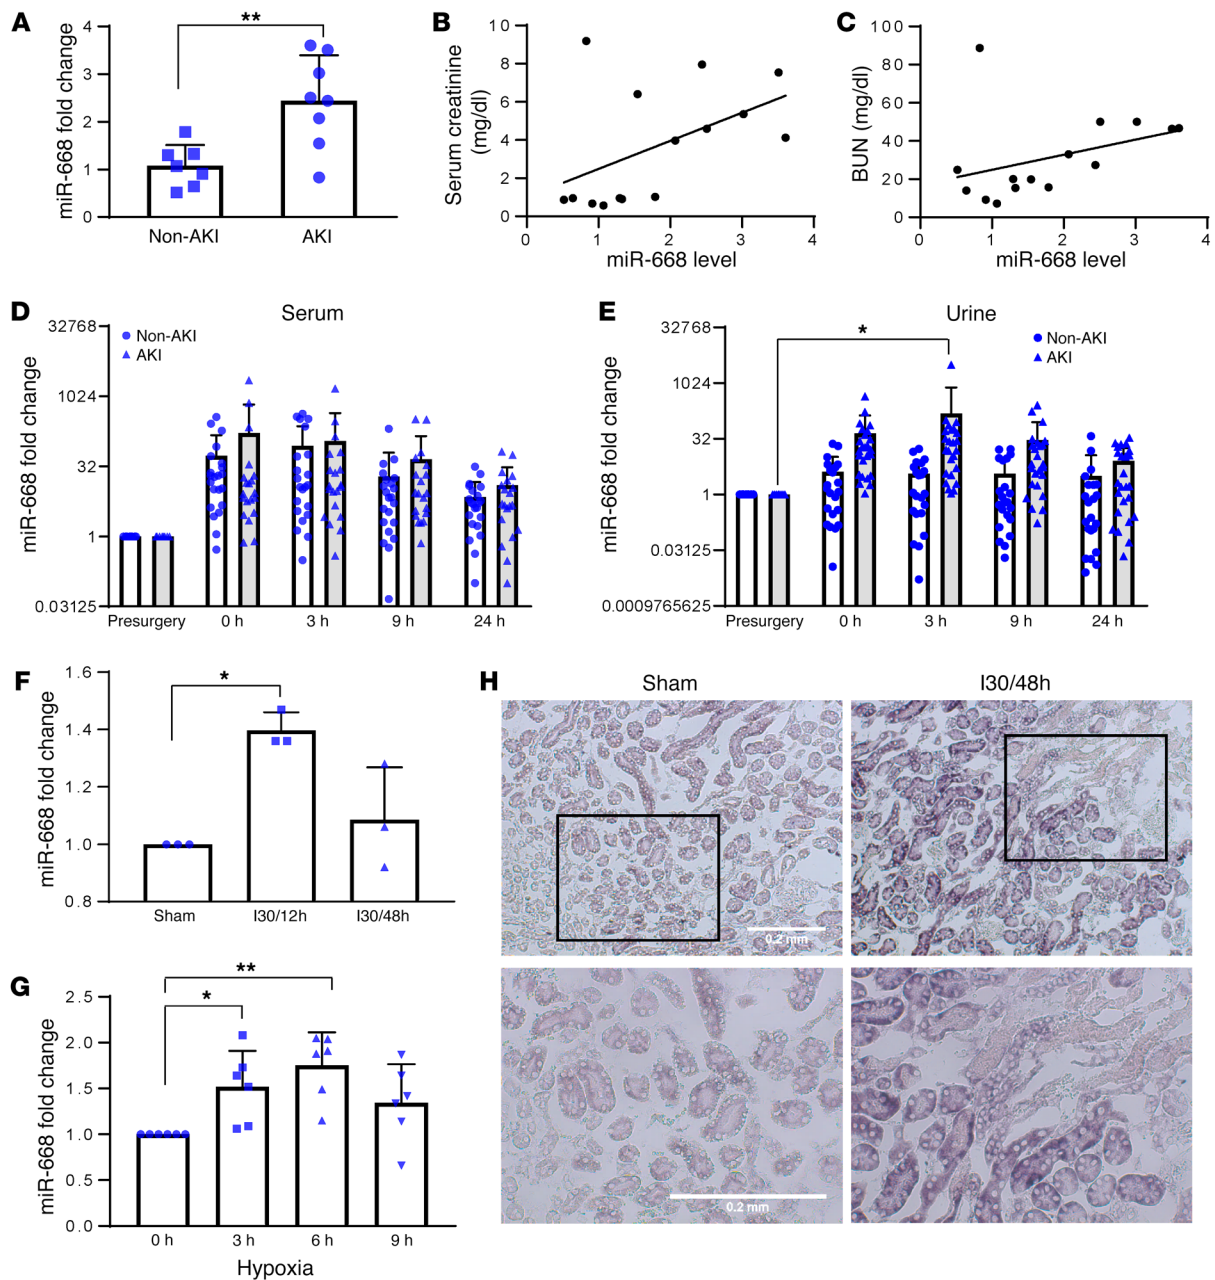 A
miR-668 fold change
4
3
2
1
0
**
Non-AKI
AKI
B
Serum creatinine
(mg/dl)
10
8
6
4
2
0
0
1
2
3
4
miR-668 level
C
BUN (mg/dl)
100
80
60
40
20
0
0
1
2
3
4
miR-668 level
D
Serum
miR-668 fold change
32768
1024
32
1
0.03125
Non-AKI
AKI
Presurgery
0 h
3 h
9 h
24 h
E
Urine
miR-668 fold change
32768
1024
32
1
0.03125
0.0009765625
*
Non-AKI
AKI
Presurgery
0 h
3 h
9 h
24 h
F
miR-668 fold change
1.6
1.4
1.2
1.0
0.8
*
Sham
I30/12h
I30/48h
G
miR-668 fold change
2.5
2.0
1.5
1.0
0.5
0.0
**
*
0 h
3 h
6 h
9 h
Hypoxia
H
Sham
I30/48h
0.2 mm
0.2 mm